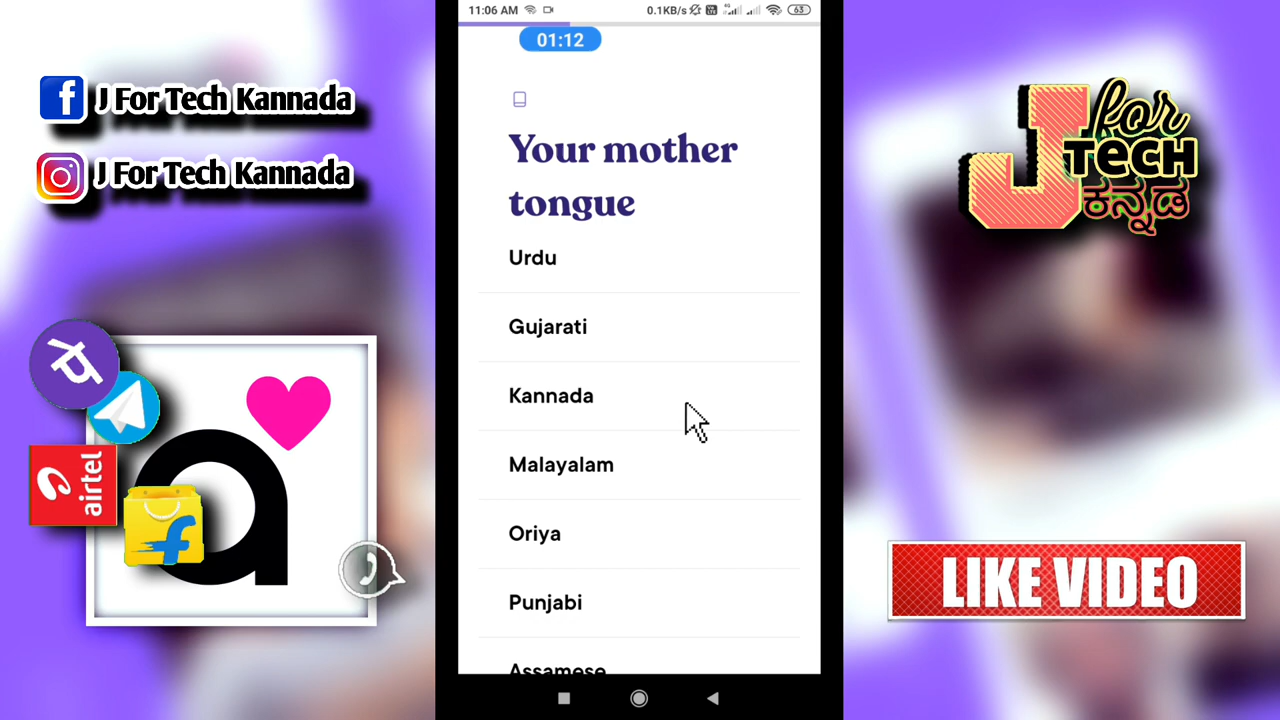 J For Tech Kannada
J For Tech Kannada
पे
airtel
f
a
11:06 AM
0.1KB/s
63
01:12
Your mother
tongue
Urdu
Gujarati
Kannada
Malayalam
Oriya
Punjabi
Assamese
J for
TECH
ಕನ್ನಡ
LIKE VIDEO